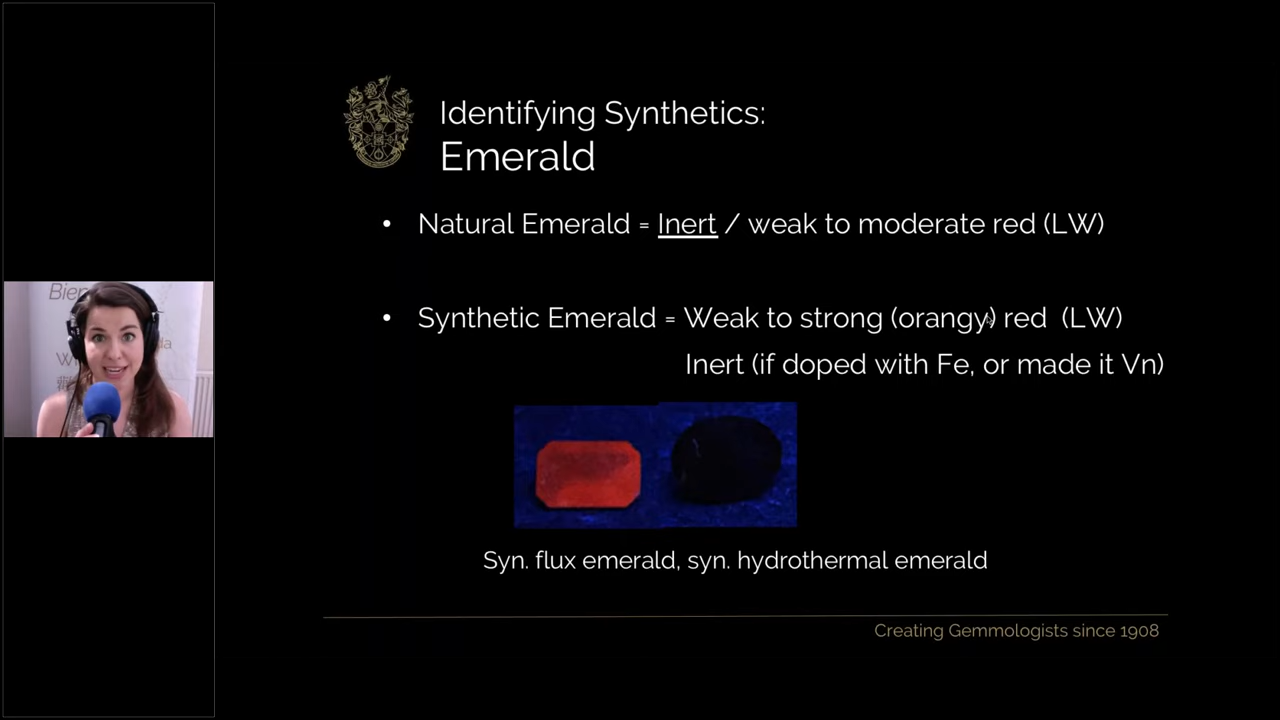 Identifying Synthetics:
Emerald
• Natural Emerald = Inert / weak to moderate red (LW)
• Synthetic Emerald = Weak to strong (orangy) red (LW)
Inert (if doped with Fe, or made it Vn)
Syn. flux emerald, syn. hydrothermal emerald
Creating Gemmologists since 1908